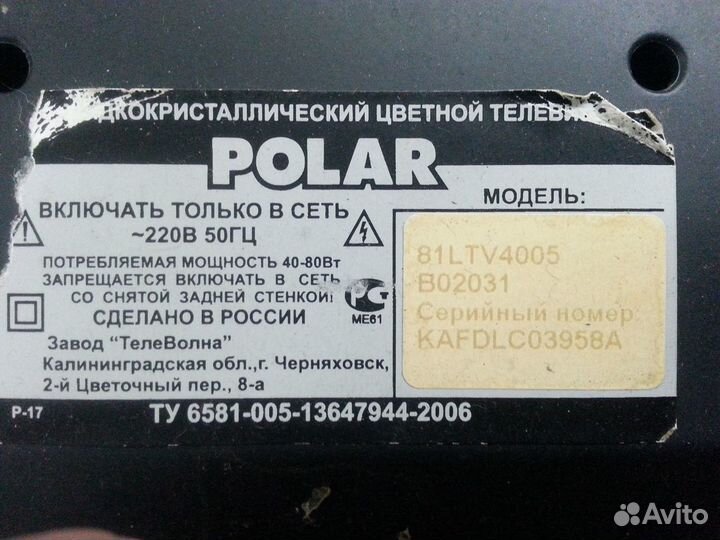 ДКОКРИСТАЛЛИЧЕСКИЙ ЦВЕТНОЙ ТЕЛЕВИ
POLAR
ВКЛЮЧАТЬ ТОЛЬКО В СЕТЬ
~220В 50ГЦ
ПОТРЕБЛЯЕМАЯ МОЩНОСТЬ 40-80Вт
ЗАПРЕЩАЕТСЯ ВКЛЮЧАТЬ В СЕТЬ
СО СНЯТОЙ ЗАДНЕЙ СТЕНКОЙ!
СДЕЛАНО В РОССИИ
Завод "ТелеВолна"
Калининградская обл.,г. Черняховск,
2-й Цветочный пер., 8-а
РС
МЕ61
МОДЕЛЬ:
81LTV4005
B02031
Серийный номер:
KAFDLC03958A
Р-17
ТУ 6581-005-13647944-2006
Avito